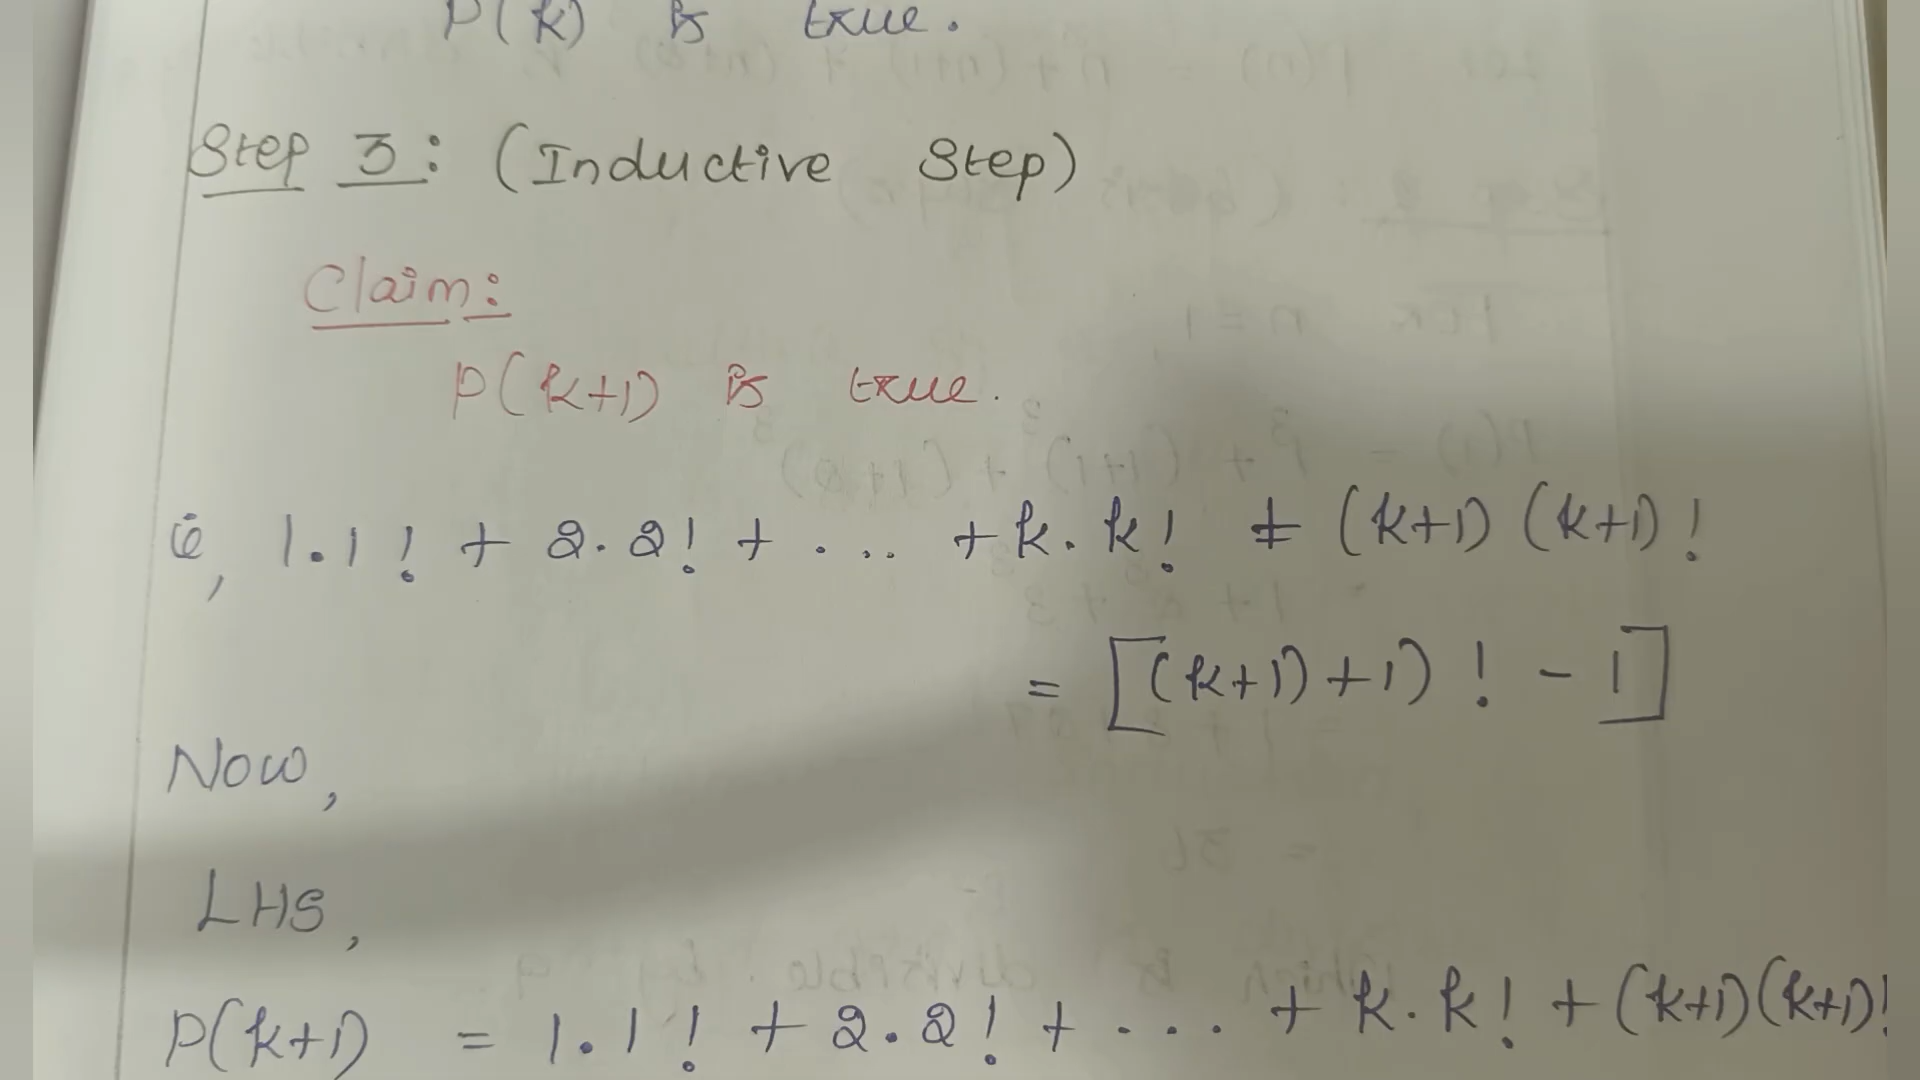 P(k) is true.
Step 3: (Inductive Step)
Claim:
P(k+1) is true.
ie, 1.1! + 2.2! + .... + k.k! + (k+1) (k+1)!
= [(k+1)+1)! - 1]
Now,
LHS,
P(k+1) = 1.1! + 2.2! + .... + k.k! + (k+1)(k+1)!